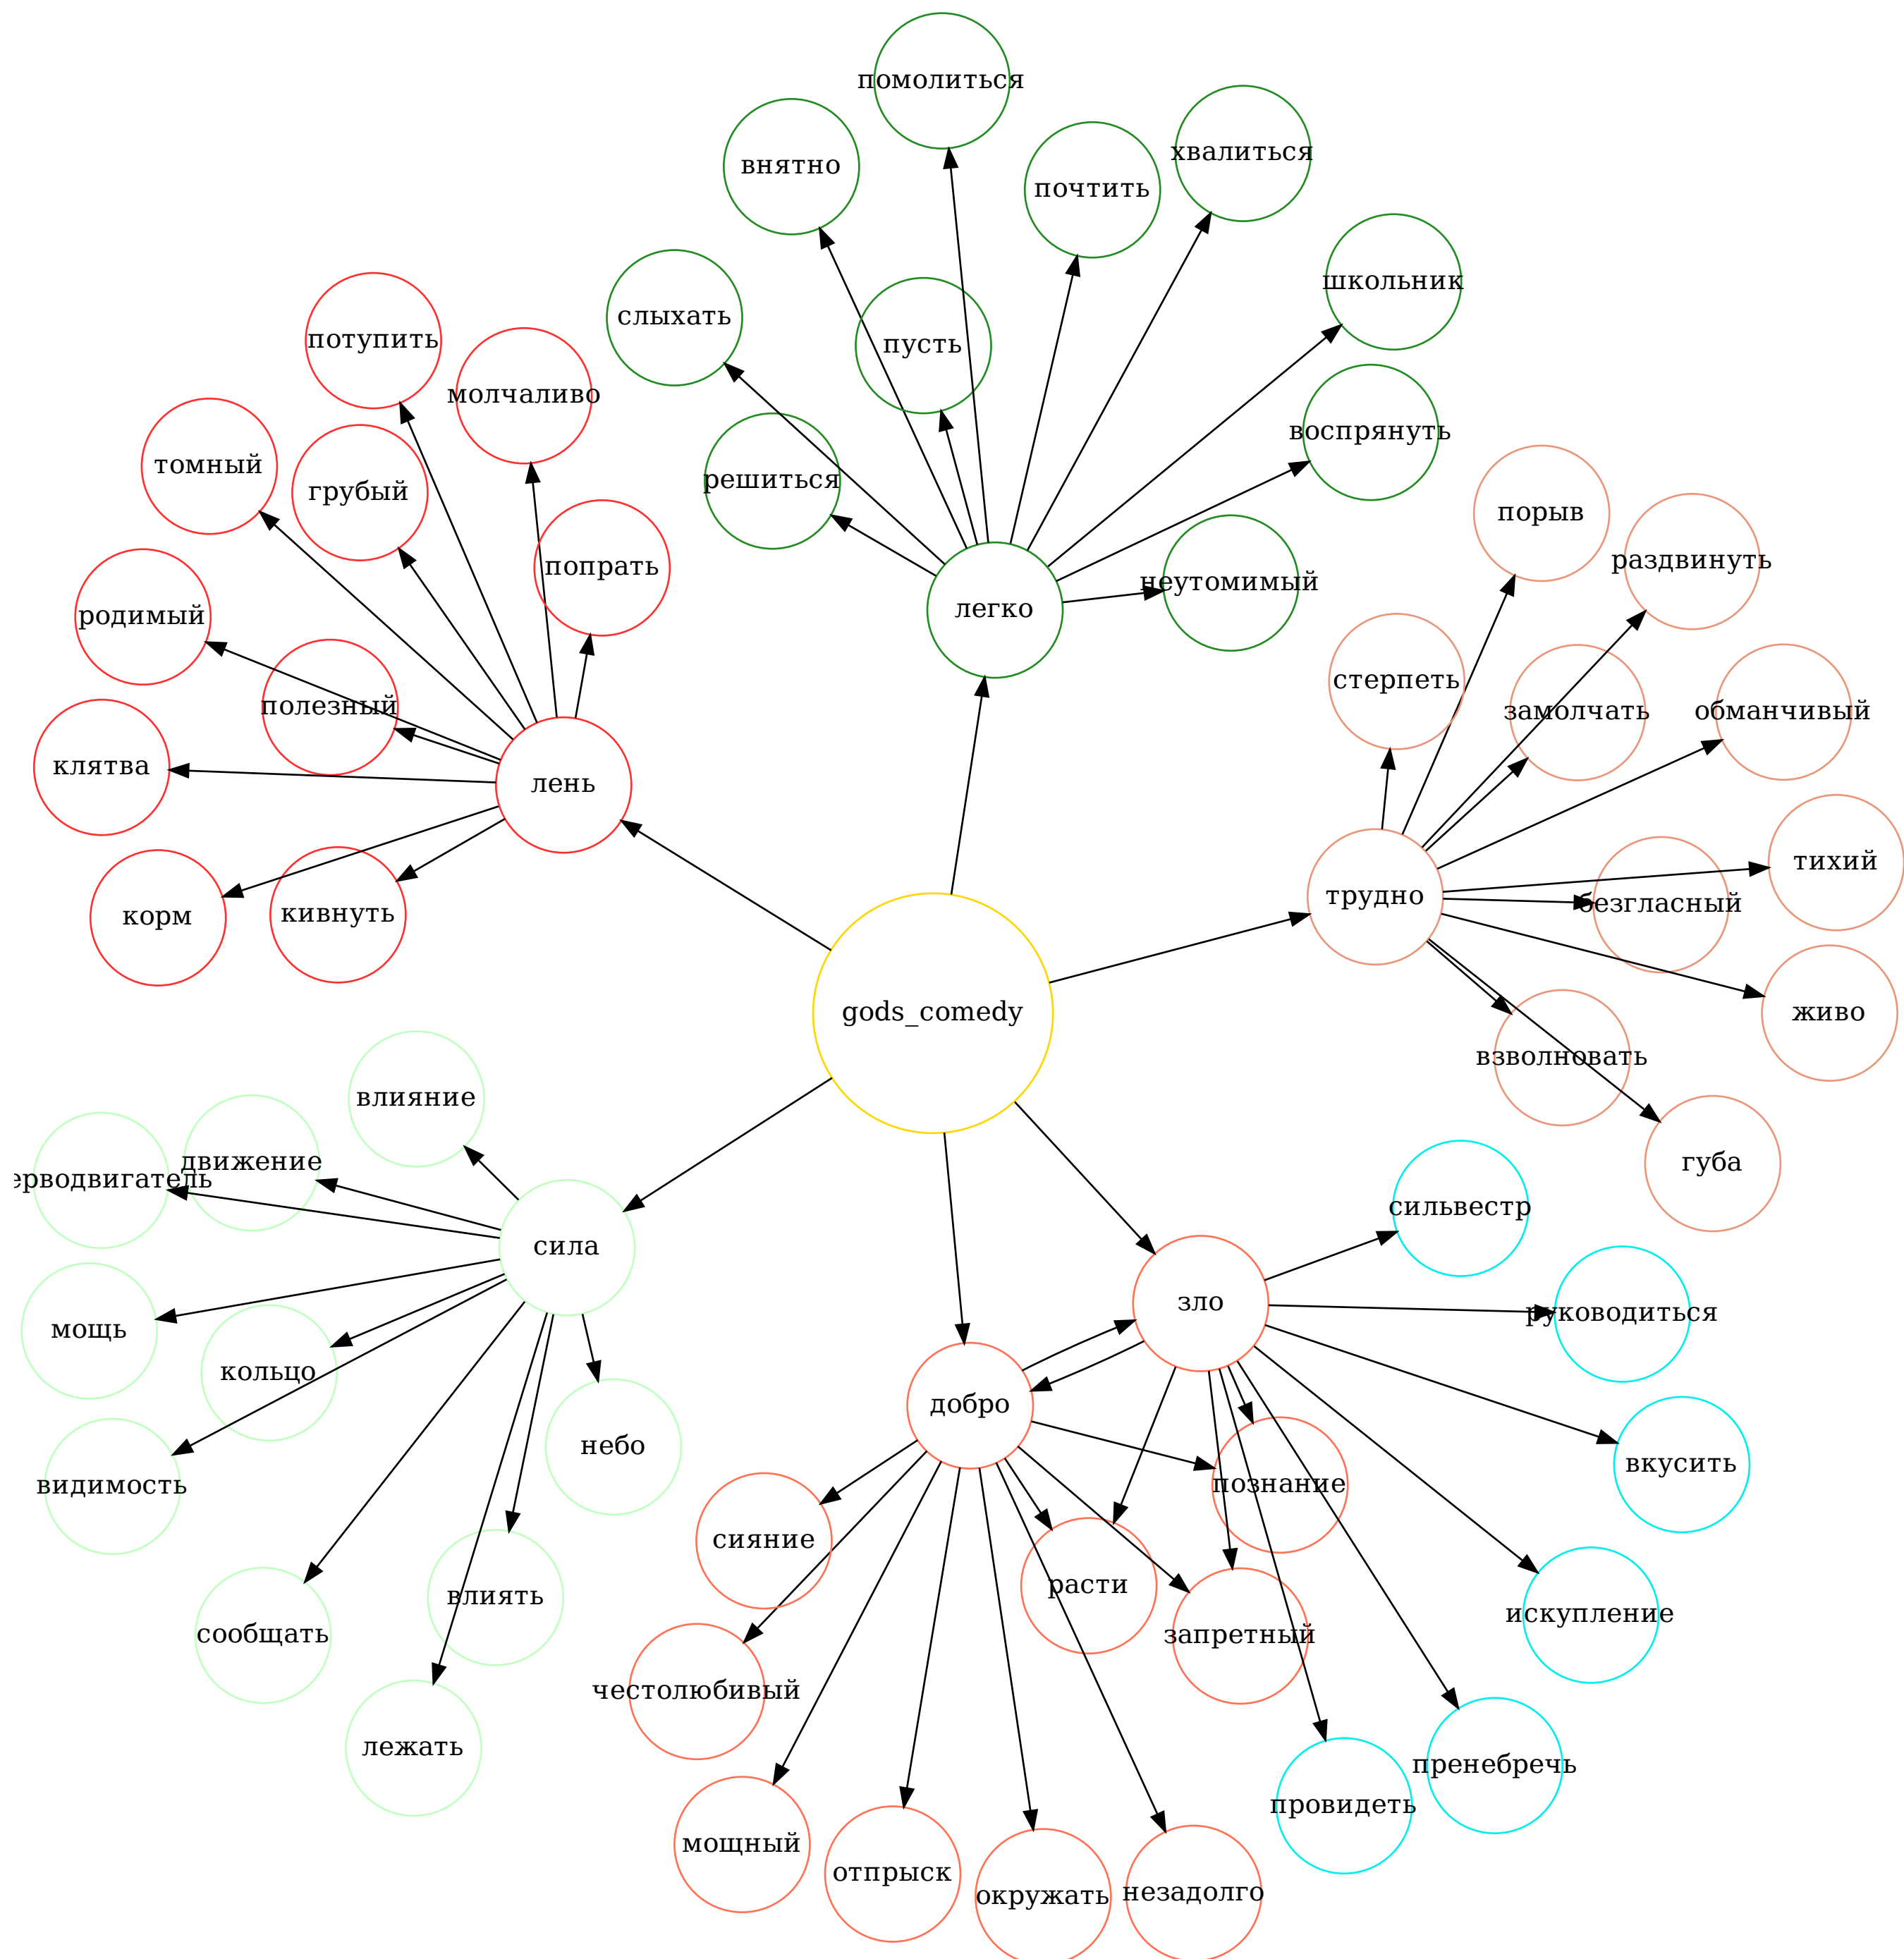 помолиться
хвалиться
внятно
почтить
школьник
слыхать
потупить
пусть
молчаливо
воспрянуть
томный
решиться
грубый
порыв
раздвинуть
попрать
неутомимый
легко
родимый
стерпеть
полезный
замолчать
обманчивый
клятва
лень
тихий
трудно
безгласный
корм
кивнуть
gods_comedy
живо
взволновать
влияние
движение
губа
ерводвигатель
сильвестр
сила
зло
руководиться
мощь
кольцо
добро
небо
вкусить
видимость
познание
сияние
расти
влиять
искупление
сообщать
запретный
честолюбивый
лежать
пренебречь
провидеть
мощный
отпрыск
незадолго
окружать